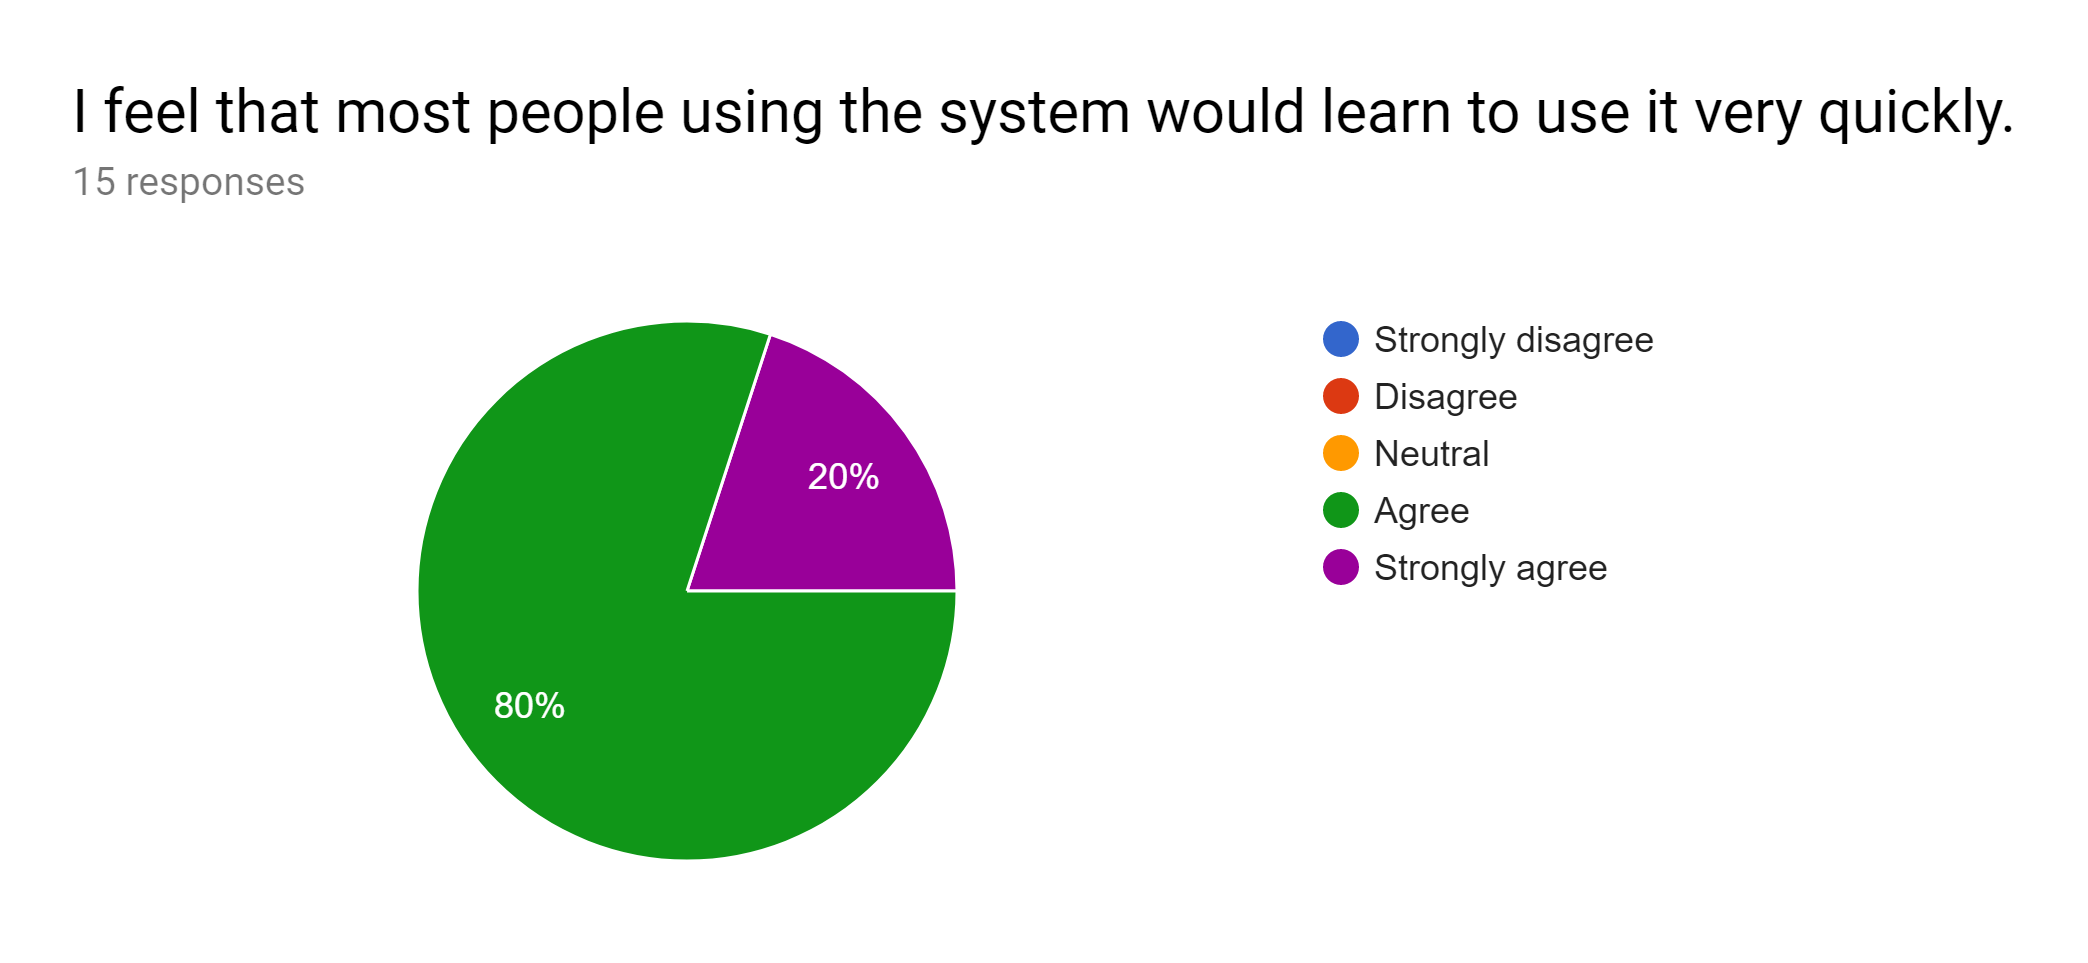 I feel that most people using the system would learn to use it very quickly.
15 responses
20%
80%
Strongly disagree
Disagree
Neutral
Agree
Strongly agree